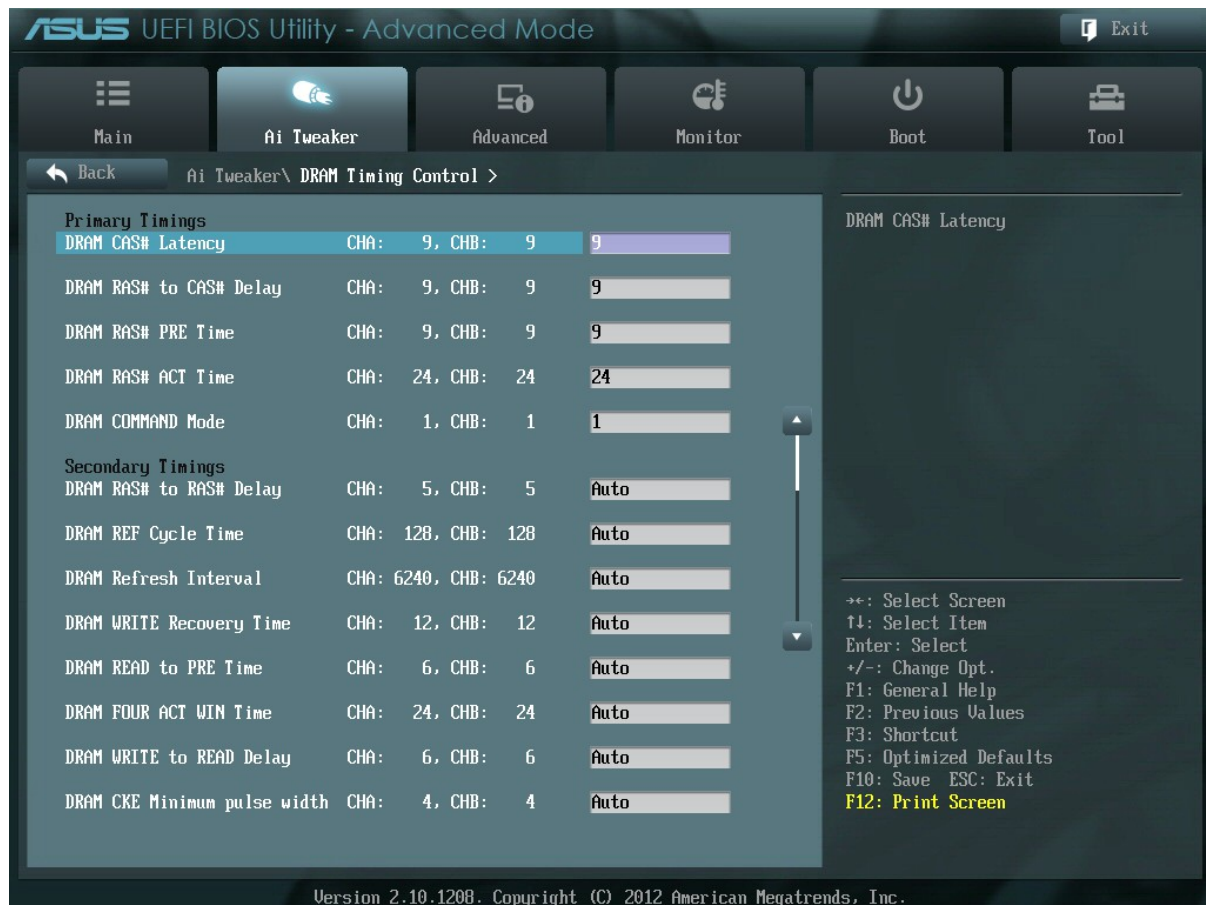 ASUS UEFI BIOS Utility - Advanced Mode
Exit
Main Ai Tweaker Advanced Monitor Boot Tool
Back Ai Tweaker\ DRAM Timing Control >
Primary Timings
DRAM CAS# Latency CHA: 9, CHB: 9 9
DRAM RAS# to CAS# Delay CHA: 9, CHB: 9 9
DRAM RAS# PRE Time CHA: 9, CHB: 9 9
DRAM RAS# ACT Time CHA: 24, CHB: 24 24
DRAM COMMAND Mode CHA: 1, CHB: 1 1
Secondary Timings
DRAM RAS# to RAS# Delay CHA: 5, CHB: 5 Auto
DRAM REF Cycle Time CHA: 128, CHB: 128 Auto
DRAM Refresh Interval CHA: 6240, CHB: 6240 Auto
DRAM WRITE Recovery Time CHA: 12, CHB: 12 Auto
DRAM READ to PRE Time CHA: 6, CHB: 6 Auto
DRAM FOUR ACT WIN Time CHA: 24, CHB: 24 Auto
DRAM WRITE to READ Delay CHA: 6, CHB: 6 Auto
DRAM CKE Minimum pulse width CHA: 4, CHB: 4 Auto
DRAM CAS# Latency
→←: Select Screen
↑↓: Select Item
Enter: Select
+/-: Change Opt.
F1: General Help
F2: Previous Values
F3: Shortcut
F5: Optimized Defaults
F10: Save ESC: Exit
F12: Print Screen
Version 2.10.1208. Copyright (C) 2012 American Megatrends, Inc.